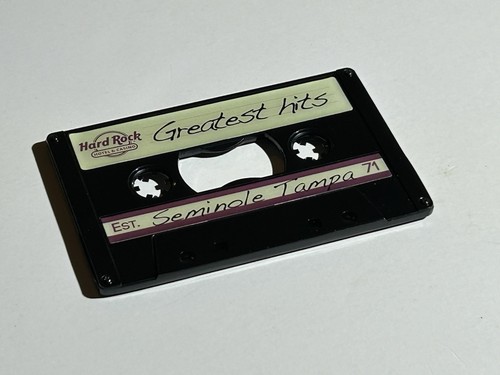 Hard Rock
HOTEL & CASINO
Greatest hits
EST. Seminole Tampa 71